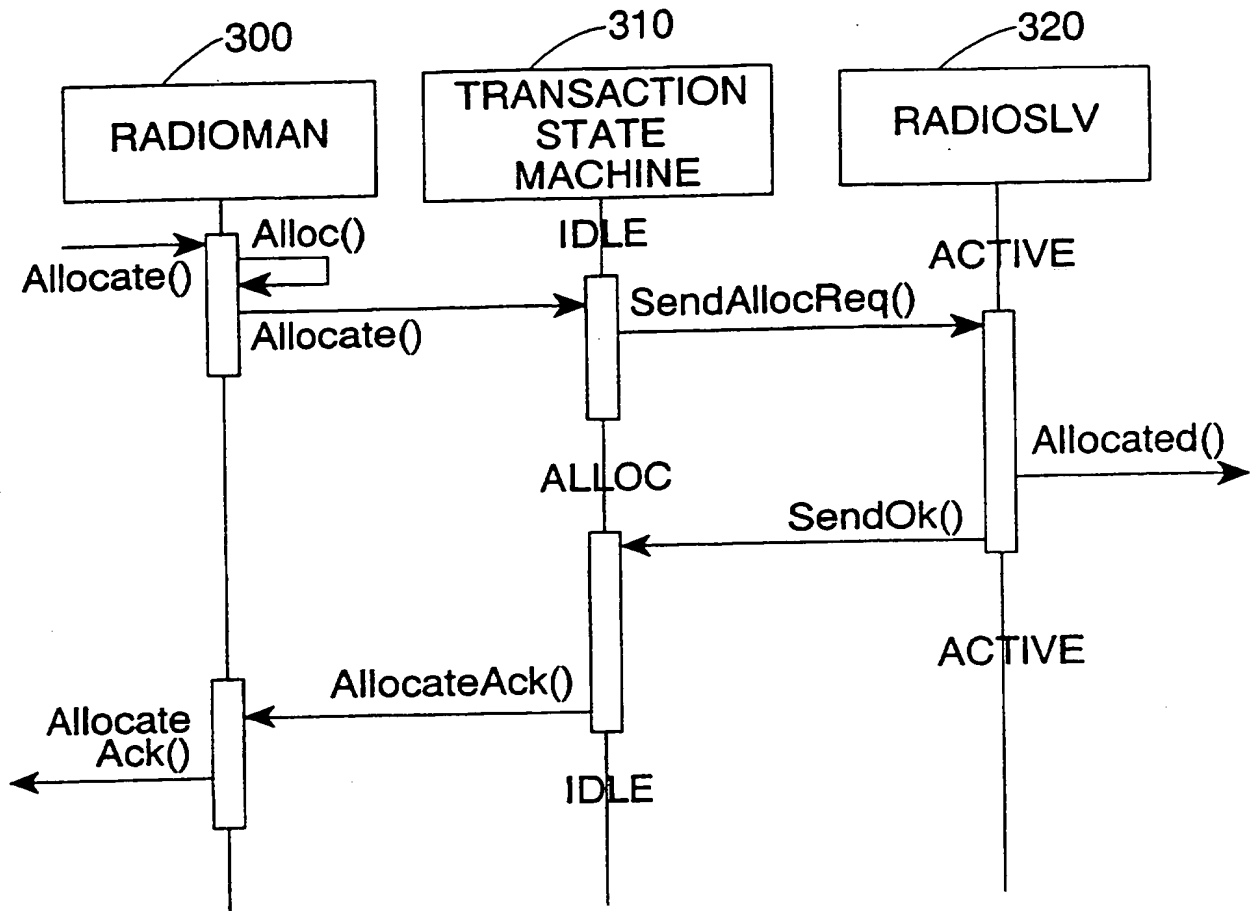 300
310
320
RADIOMAN
TRANSACTION
STATE
MACHINE
RADIOSLV
Alloc()
IDLE
ACTIVE
Allocate()
SendAllocReq()
Allocate()
Allocated()
ALLOC
SendOk()
ACTIVE
AllocateAck()
Allocate
Ack()
IDLE